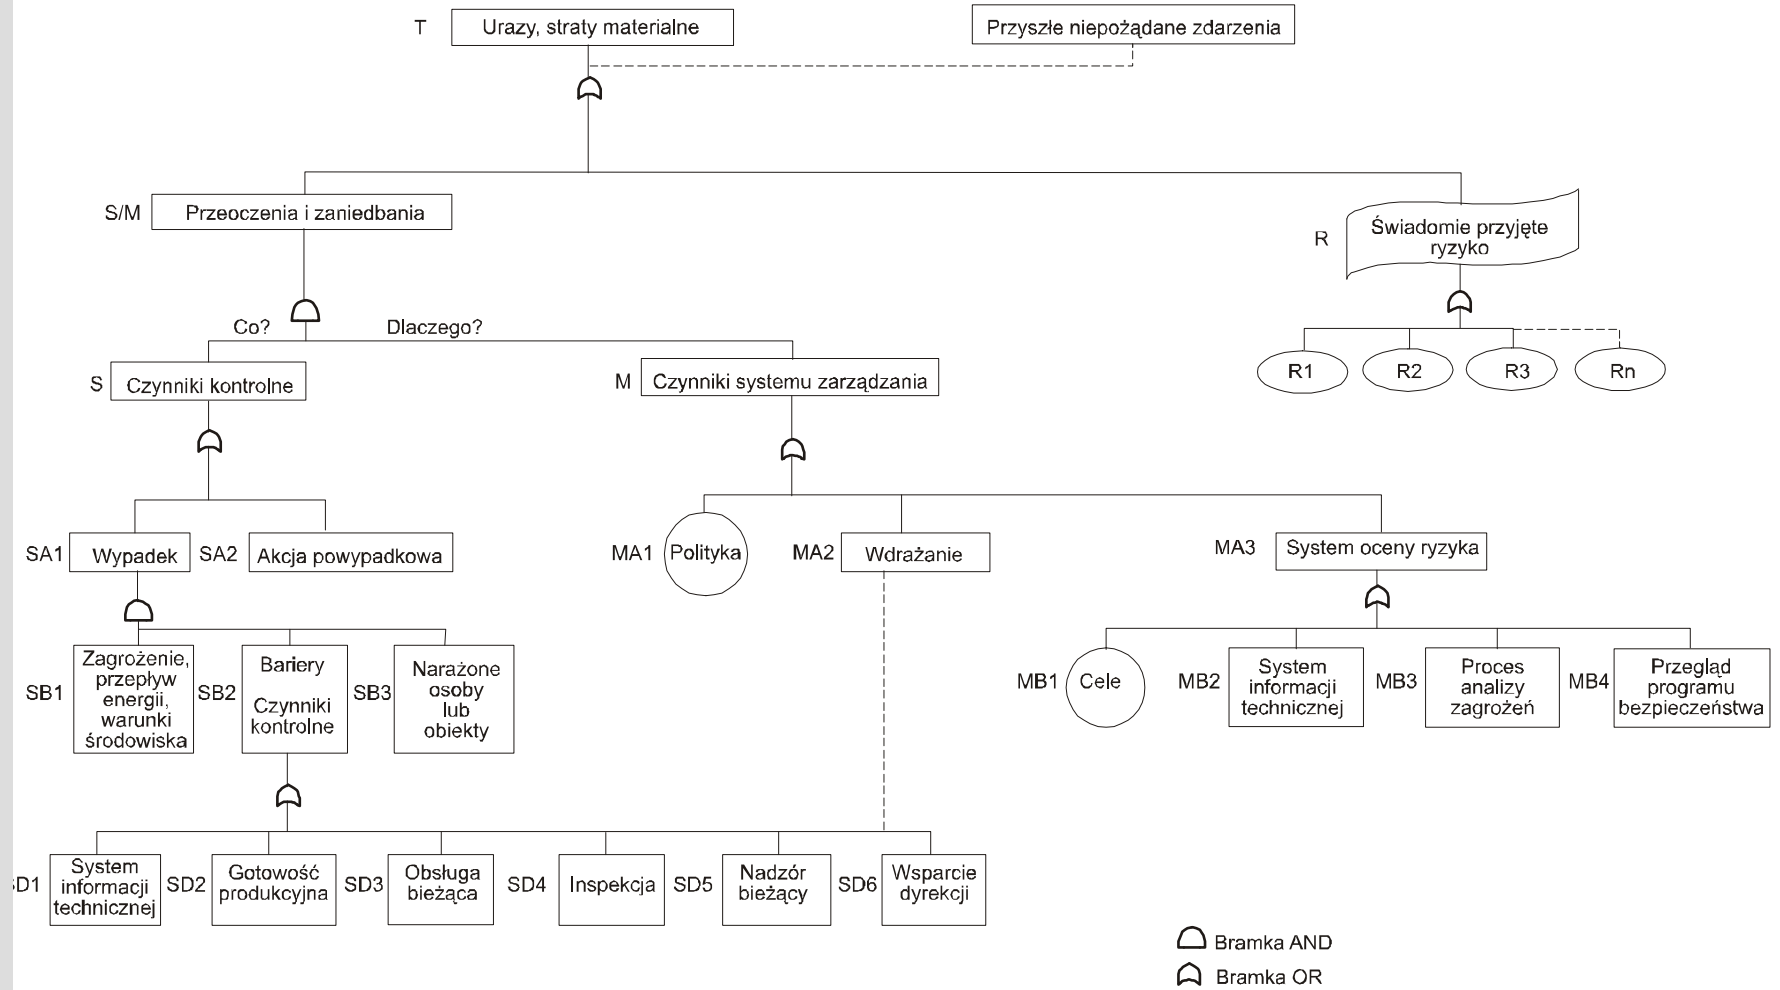 T
Urazy, straty materialne
Przyszłe niepożądane zdarzenia
S/M
Przeoczenia i zaniedbania
R
Świadomie przyjęte
ryzyko
Co?
Dlaczego?
S
Czynniki kontrolne
M
Czynniki systemu zarządzania
R1
R2
R3
Rn
SA1
Wypadek
SA2
Akcja powypadkowa
MA1
Polityka
MA2
Wdrażanie
MA3
System oceny ryzyka
SB1
Zagrożenie,
przepływ
energii,
warunki
środowiska
SB2
Bariery
Czynniki
kontrolne
SB3
Narażone
osoby
lub
obiekty
MB1
Cele
MB2
System
informacji
technicznej
MB3
Proces
analizy
zagrożeń
MB4
Przegląd
programu
bezpieczeństwa
SD1
System
informacji
technicznej
SD2
Gotowość
produkcyjna
SD3
Obsługa
bieżąca
SD4
Inspekcja
SD5
Nadzór
bieżący
SD6
Wsparcie
dyrekcji
Bramka AND
Bramka OR